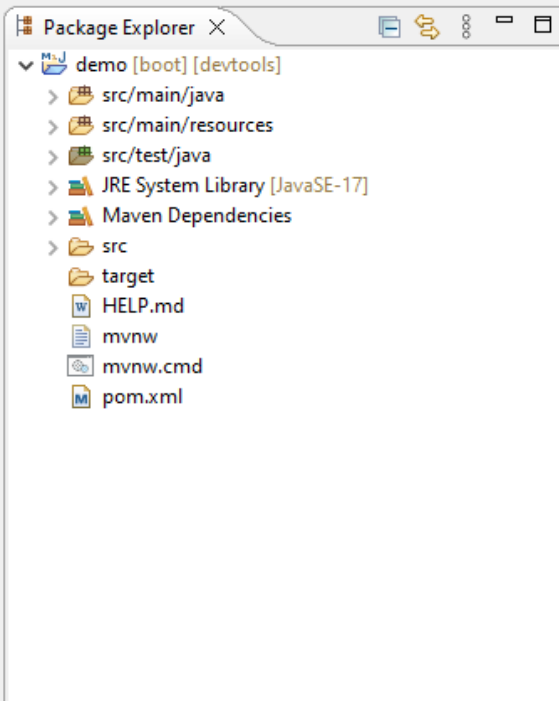 Package Explorer
demo [boot] [devtools]
src/main/java
src/main/resources
src/test/java
JRE System Library [JavaSE-17]
Maven Dependencies
src
target
HELP.md
mvnw
mvnw.cmd
pom.xml